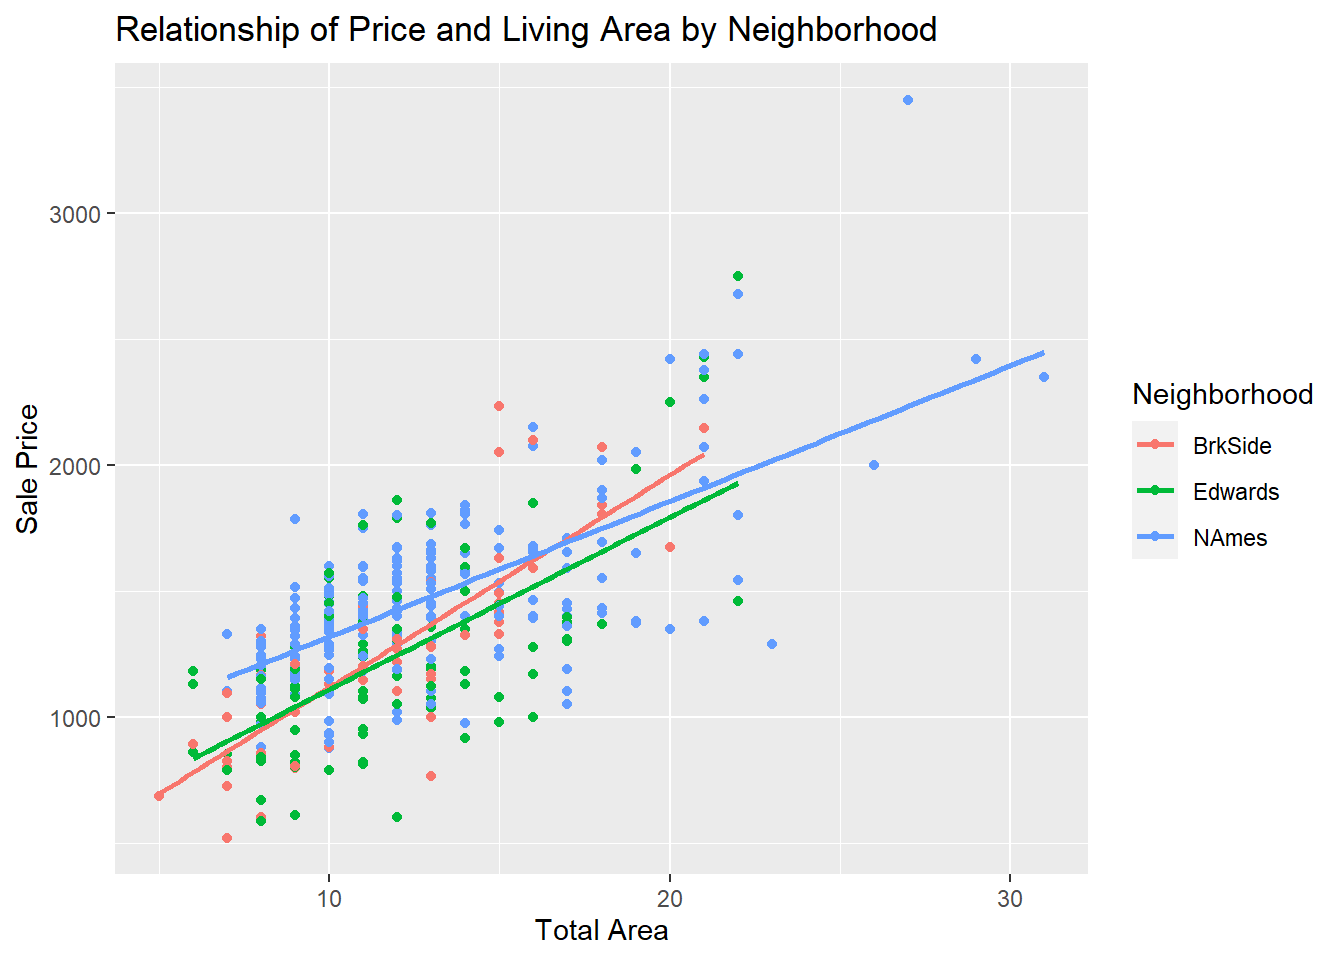 Relationship of Price and Living Area by Neighborhood
Sale Price
3000
2000
1000
10
20
30
Total Area
Neighborhood
BrkSide
Edwards
NAmes